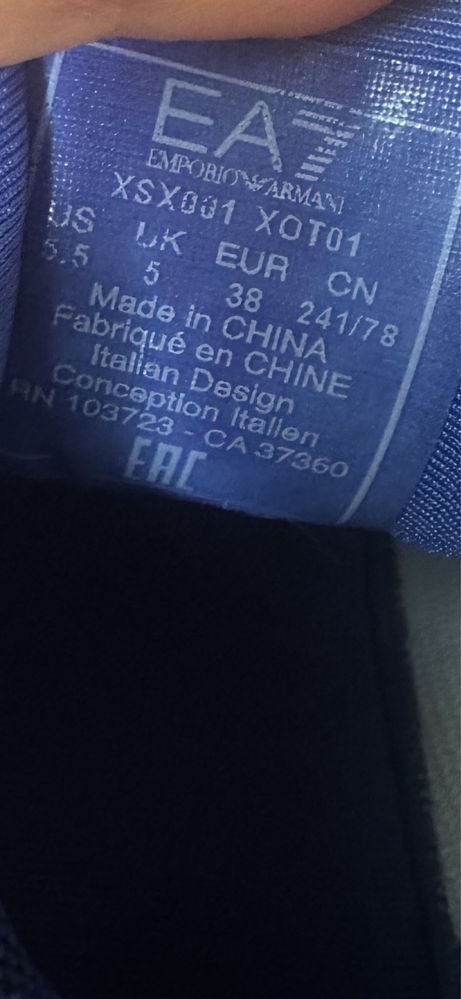 EA7
EMPORIO ARMANI
XSX001 XOT01
US UK EUR CN
5.5 5 38 241/78
Made in CHINA
Fabriqué en CHINE
Italian Design
Conception Italien
RN 103723 - CA 37360
EAC